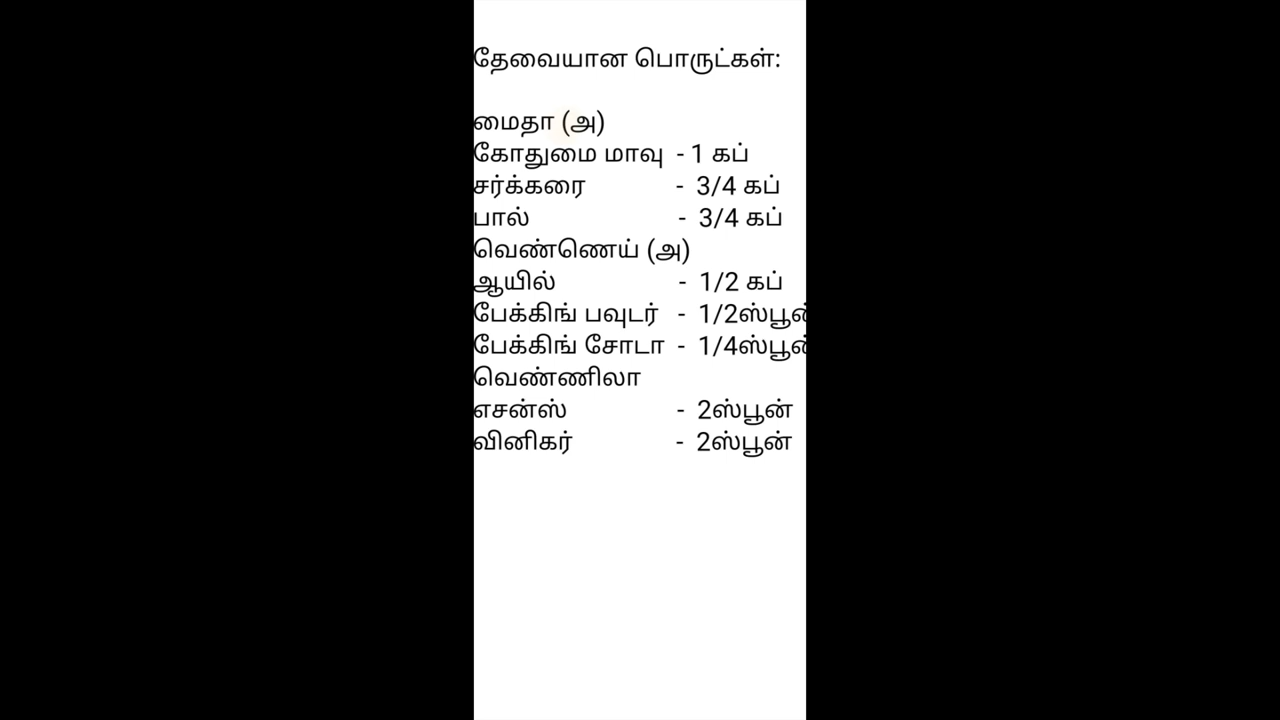 தேவையான பொருட்கள்:
மைதா (அ)
கோதுமை மாவு - 1 கப்
சர்க்கரை - 3/4 கப்
பால் - 3/4 கப்
வெண்ணெய் (அ)
ஆயில் - 1/2 கப்
பேக்கிங் பவுடர் - 1/2ஸ்பூன்
பேக்கிங் சோடா - 1/4ஸ்பூன்
வெண்ணிலா
எசன்ஸ் - 2ஸ்பூன்
வினிகர் - 2ஸ்பூன்